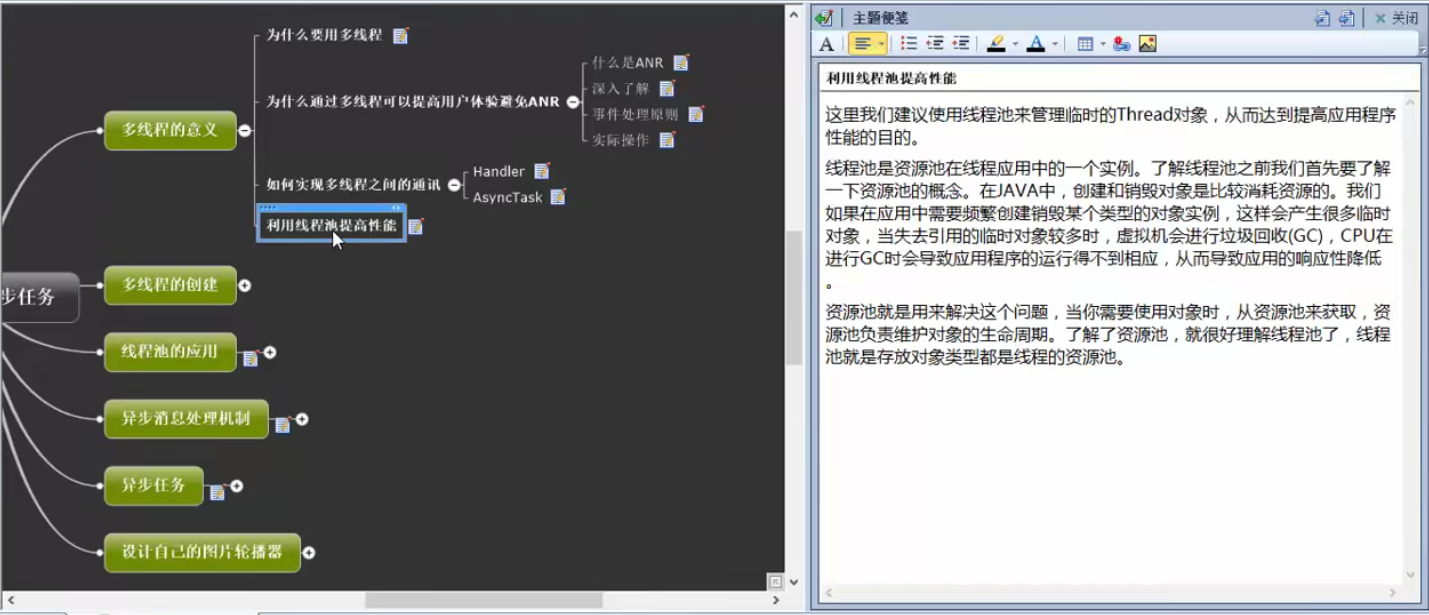 为什么要用多线程
为什么通过多线程可以提高用户体验避免ANR
什么是ANR
深入了解
事件处理原则
实际操作
多线程的意义
如何实现多线程之间的通讯
Handler
AsyncTask
利用线程池提高性能
步任务
多线程的创建
线程池的应用
异步消息处理机制
异步任务
设计自己的图片轮播器
主题便笺
关闭
A
A
利用线程池提高性能
这里我们建议使用线程池来管理临时的Thread对象，从而达到提高应用程序
性能的目的。
线程池是资源池在线程应用中的一个实例。了解线程池之前我们首先要了解
一下资源池的概念。在JAVA中，创建和销毁对象是比较消耗资源的。我们
如果在应用中需要频繁创建销毁某个类型的对象实例，这样会产生很多临时
对象，当失去引用的临时对象较多时，虚拟机会进行垃圾回收(GC)，CPU在
进行GC时会导致应用程序的运行得不到相应，从而导致应用的响应性降低
。
资源池就是用来解决这个问题，当你需要使用对象时，从资源池来获取，资
源池负责维护对象的生命周期。了解了资源池，就很好理解线程池了，线程
池就是存放对象类型都是线程的资源池。